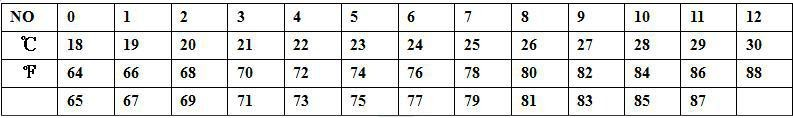 NO 0 1 2 3 4 5 6 7 8 9 10 11 12
℃ 18 19 20 21 22 23 24 25 26 27 28 29 30
℉ 64 66 68 70 72 74 76 78 80 82 84 86 88
65 67 69 71 73 75 77 79 81 83 85 87